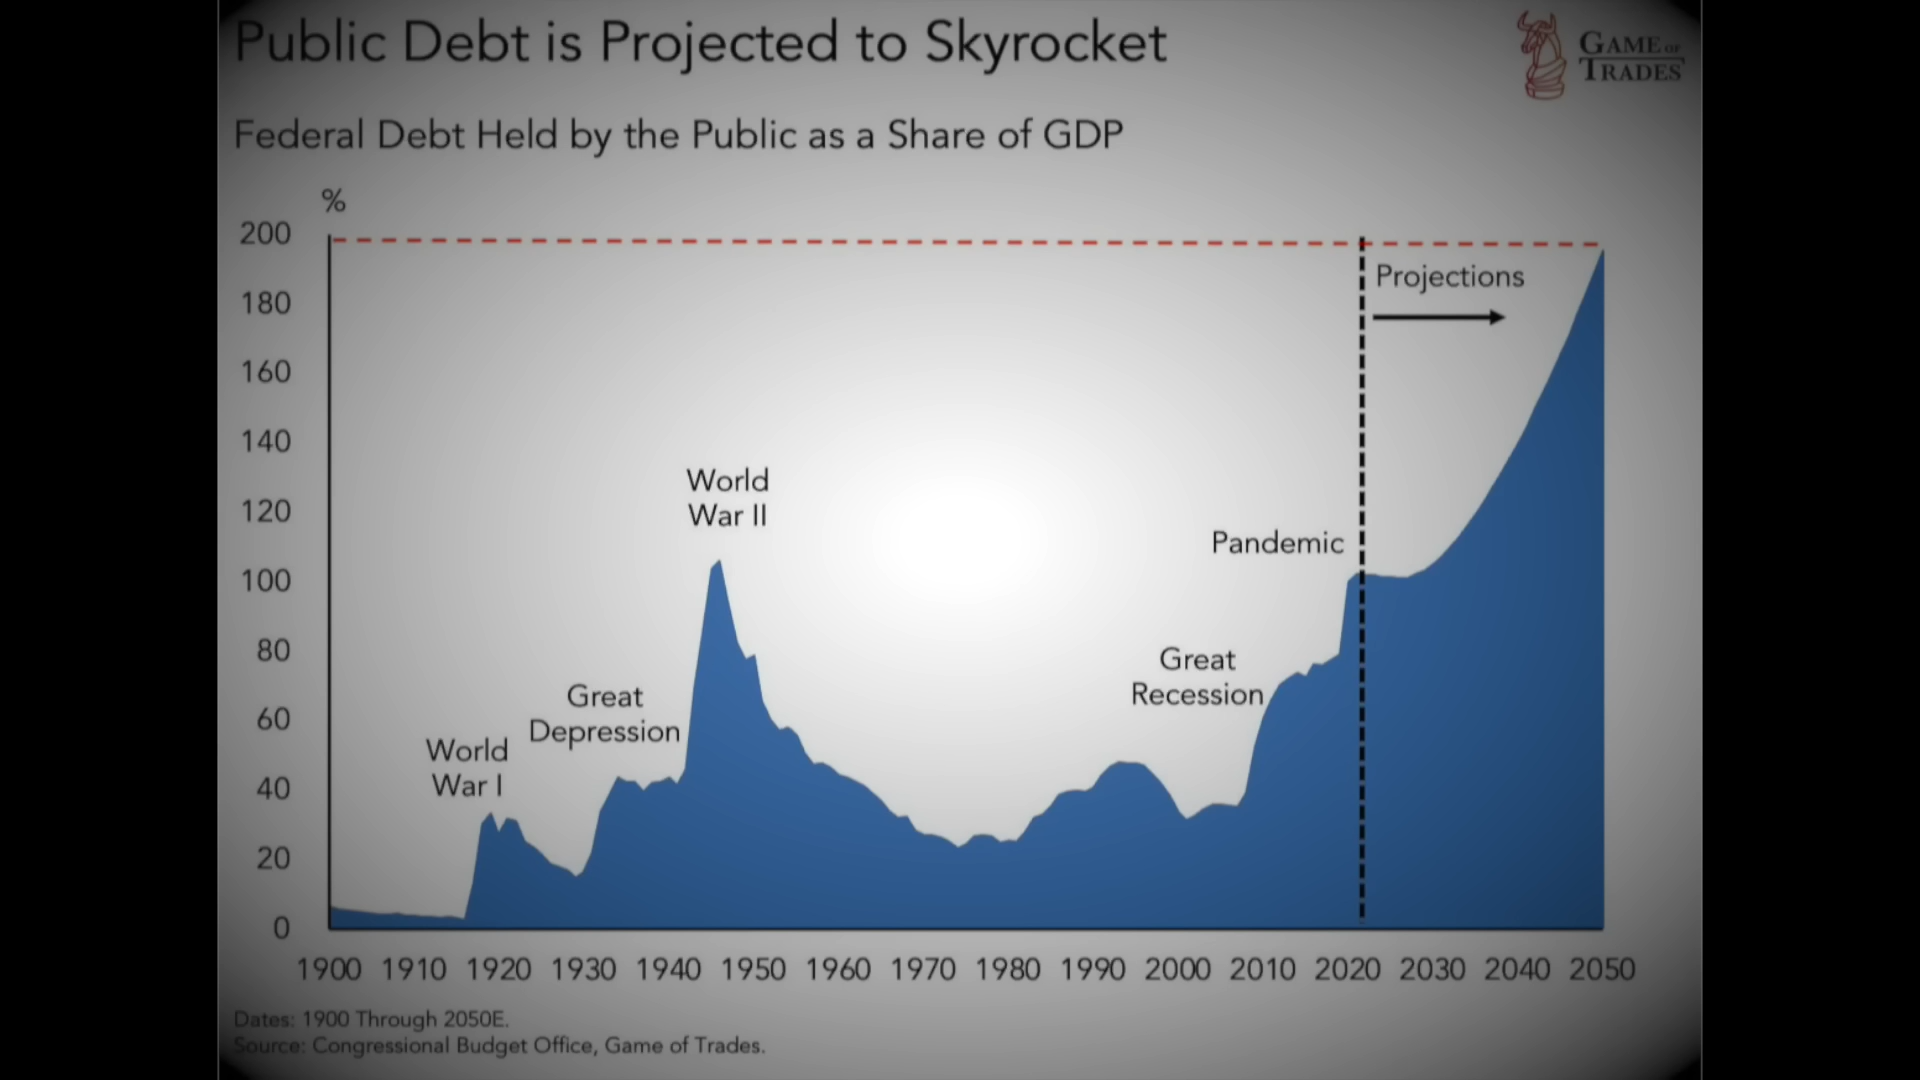 Public Debt is Projected to Skyrocket
GAME OF
TRADES
Federal Debt Held by the Public as a Share of GDP
%
200
180
160
140
120
100
80
60
40
20
0
Projections
World
War II
Pandemic
Great
Recession
Great
Depression
World
War I
1900 1910 1920 1930 1940 1950 1960 1970 1980 1990 2000 2010 2020 2030 2040 2050
Dates: 1900 Through 2050E.
Source: Congressional Budget Office, Game of Trades.